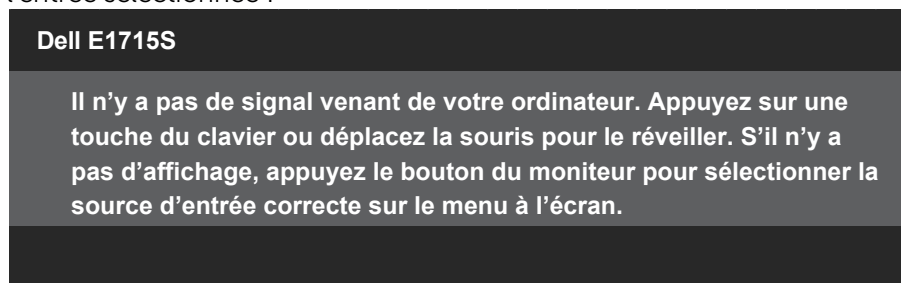 l'entrée sélectionnée :
Dell E1715S
Il n’y a pas de signal venant de votre ordinateur. Appuyez sur une
touche du clavier ou déplacez la souris pour le réveiller. S’il n’y a
pas d’affichage, appuyez le bouton du moniteur pour sélectionner la
source d’entrée correcte sur le menu à l’écran.